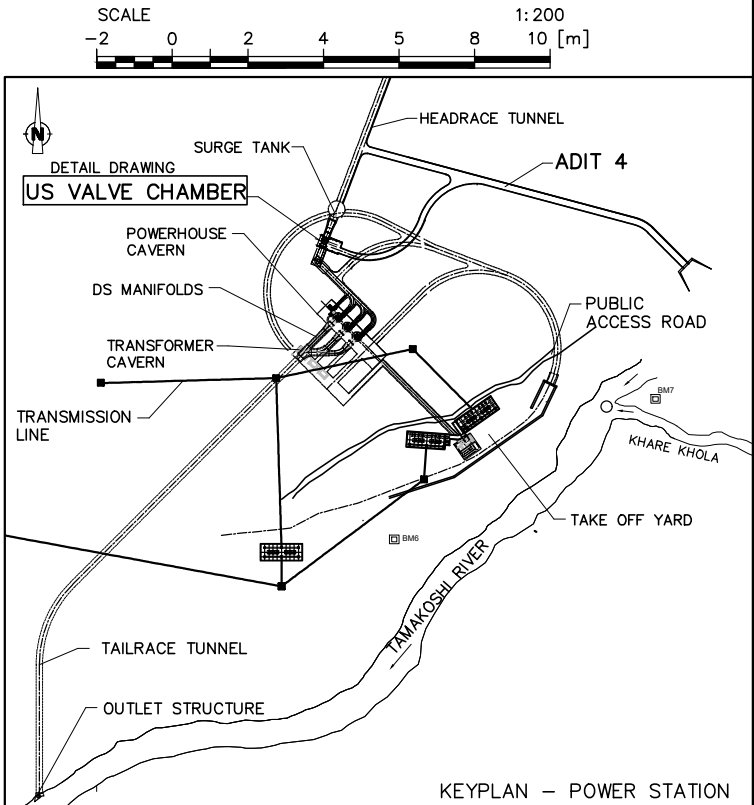 SCALE 1:200
-2 0 2 4 5 8 10 [m]
N
HEADRACE TUNNEL
SURGE TANK
ADIT 4
DETAIL DRAWING
US VALVE CHAMBER
POWERHOUSE
CAVERN
DS MANIFOLDS
PUBLIC
ACCESS ROAD
TRANSFORMER
CAVERN
BM7
TRANSMISSION
LINE
KHARE KHOLA
TAKE OFF YARD
BM6
TAMAKOSHI RIVER
TAILRACE TUNNEL
OUTLET STRUCTURE
KEYPLAN – POWER STATION